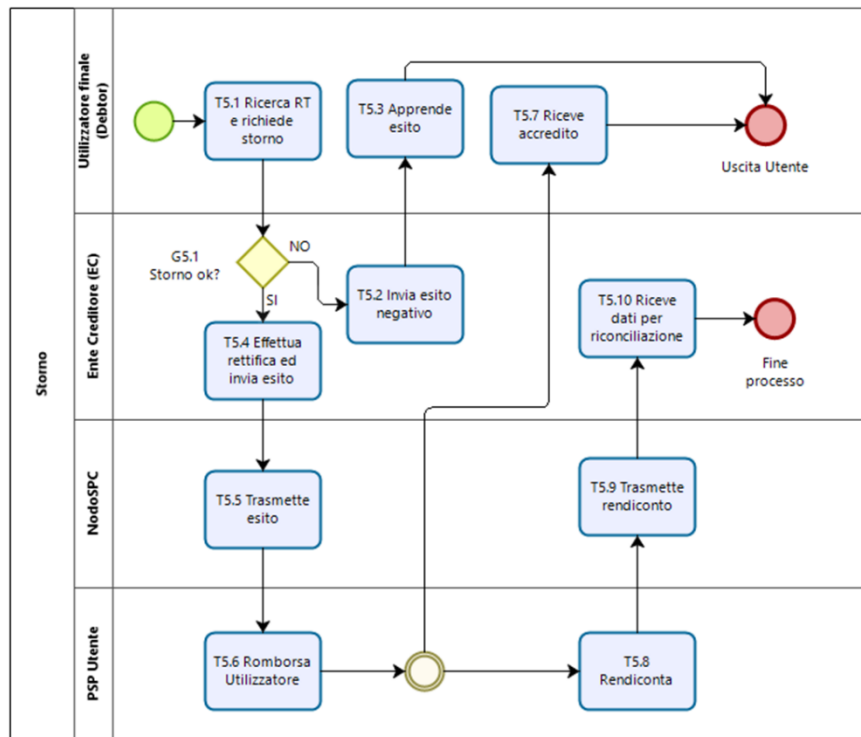 Storno
Utilizzatore finale
(Debtor)
T5.1 Ricerca RT
e richiede
storno
T5.3 Apprende
esito
T5.7 Riceve
accredito
Uscita Utente
Ente Creditore (EC)
G5.1
Storno ok?
NO
SI
T5.2 Invia esito
negativo
T5.4 Effettua
rettifica ed
invia esito
T5.10 Riceve
dati per
riconciliazione
Fine
processo
NodoSPC
T5.5 Trasmette
esito
T5.9 Trasmette
rendiconto
PSP Utente
T5.6 Romborsa
Utilizzatore
T5.8
Rendiconta